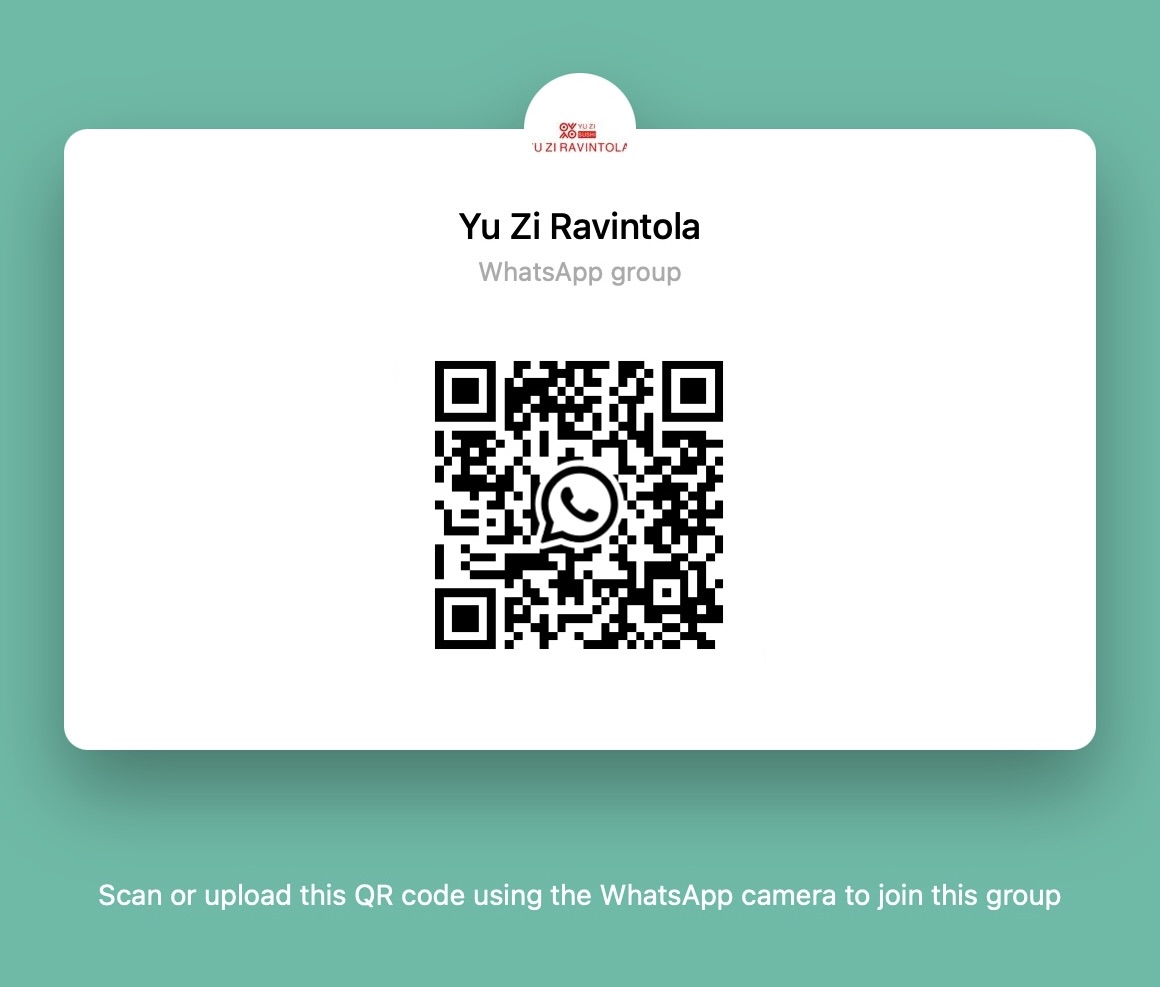 YU ZI
SUSHI
U ZI RAVINTOLA
Yu Zi Ravintola
WhatsApp group
Scan or upload this QR code using the WhatsApp camera to join this group